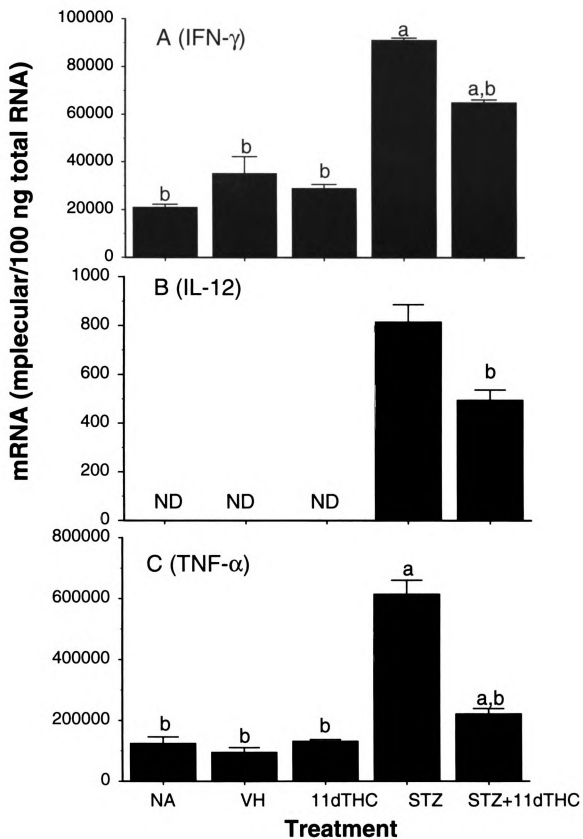 mRNA (mplecular/100 ng total RNA)
100000
80000
60000
40000
20000
0
A (IFN-γ)
b
b
b
a
a,b
1000
800
600
400
200
0
B (IL-12)
ND
ND
ND
b
800000
600000
400000
200000
0
C (TNF-α)
b
b
b
a
a,b
NA
VH
11dTHC
STZ
STZ+11dTHC
Treatment